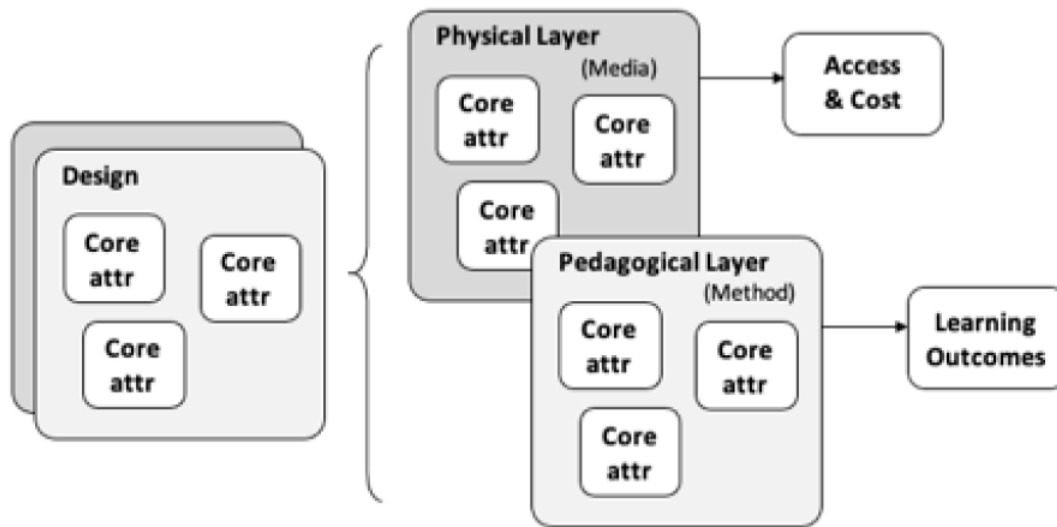 Design
Core
attr
Core
attr
Core
attr
Physical Layer
(Media)
Core
attr
Core
attr
Core
attr
Pedagogical Layer
(Method)
Core
attr
Core
attr
Core
attr
Access
& Cost
Learning
Outcomes